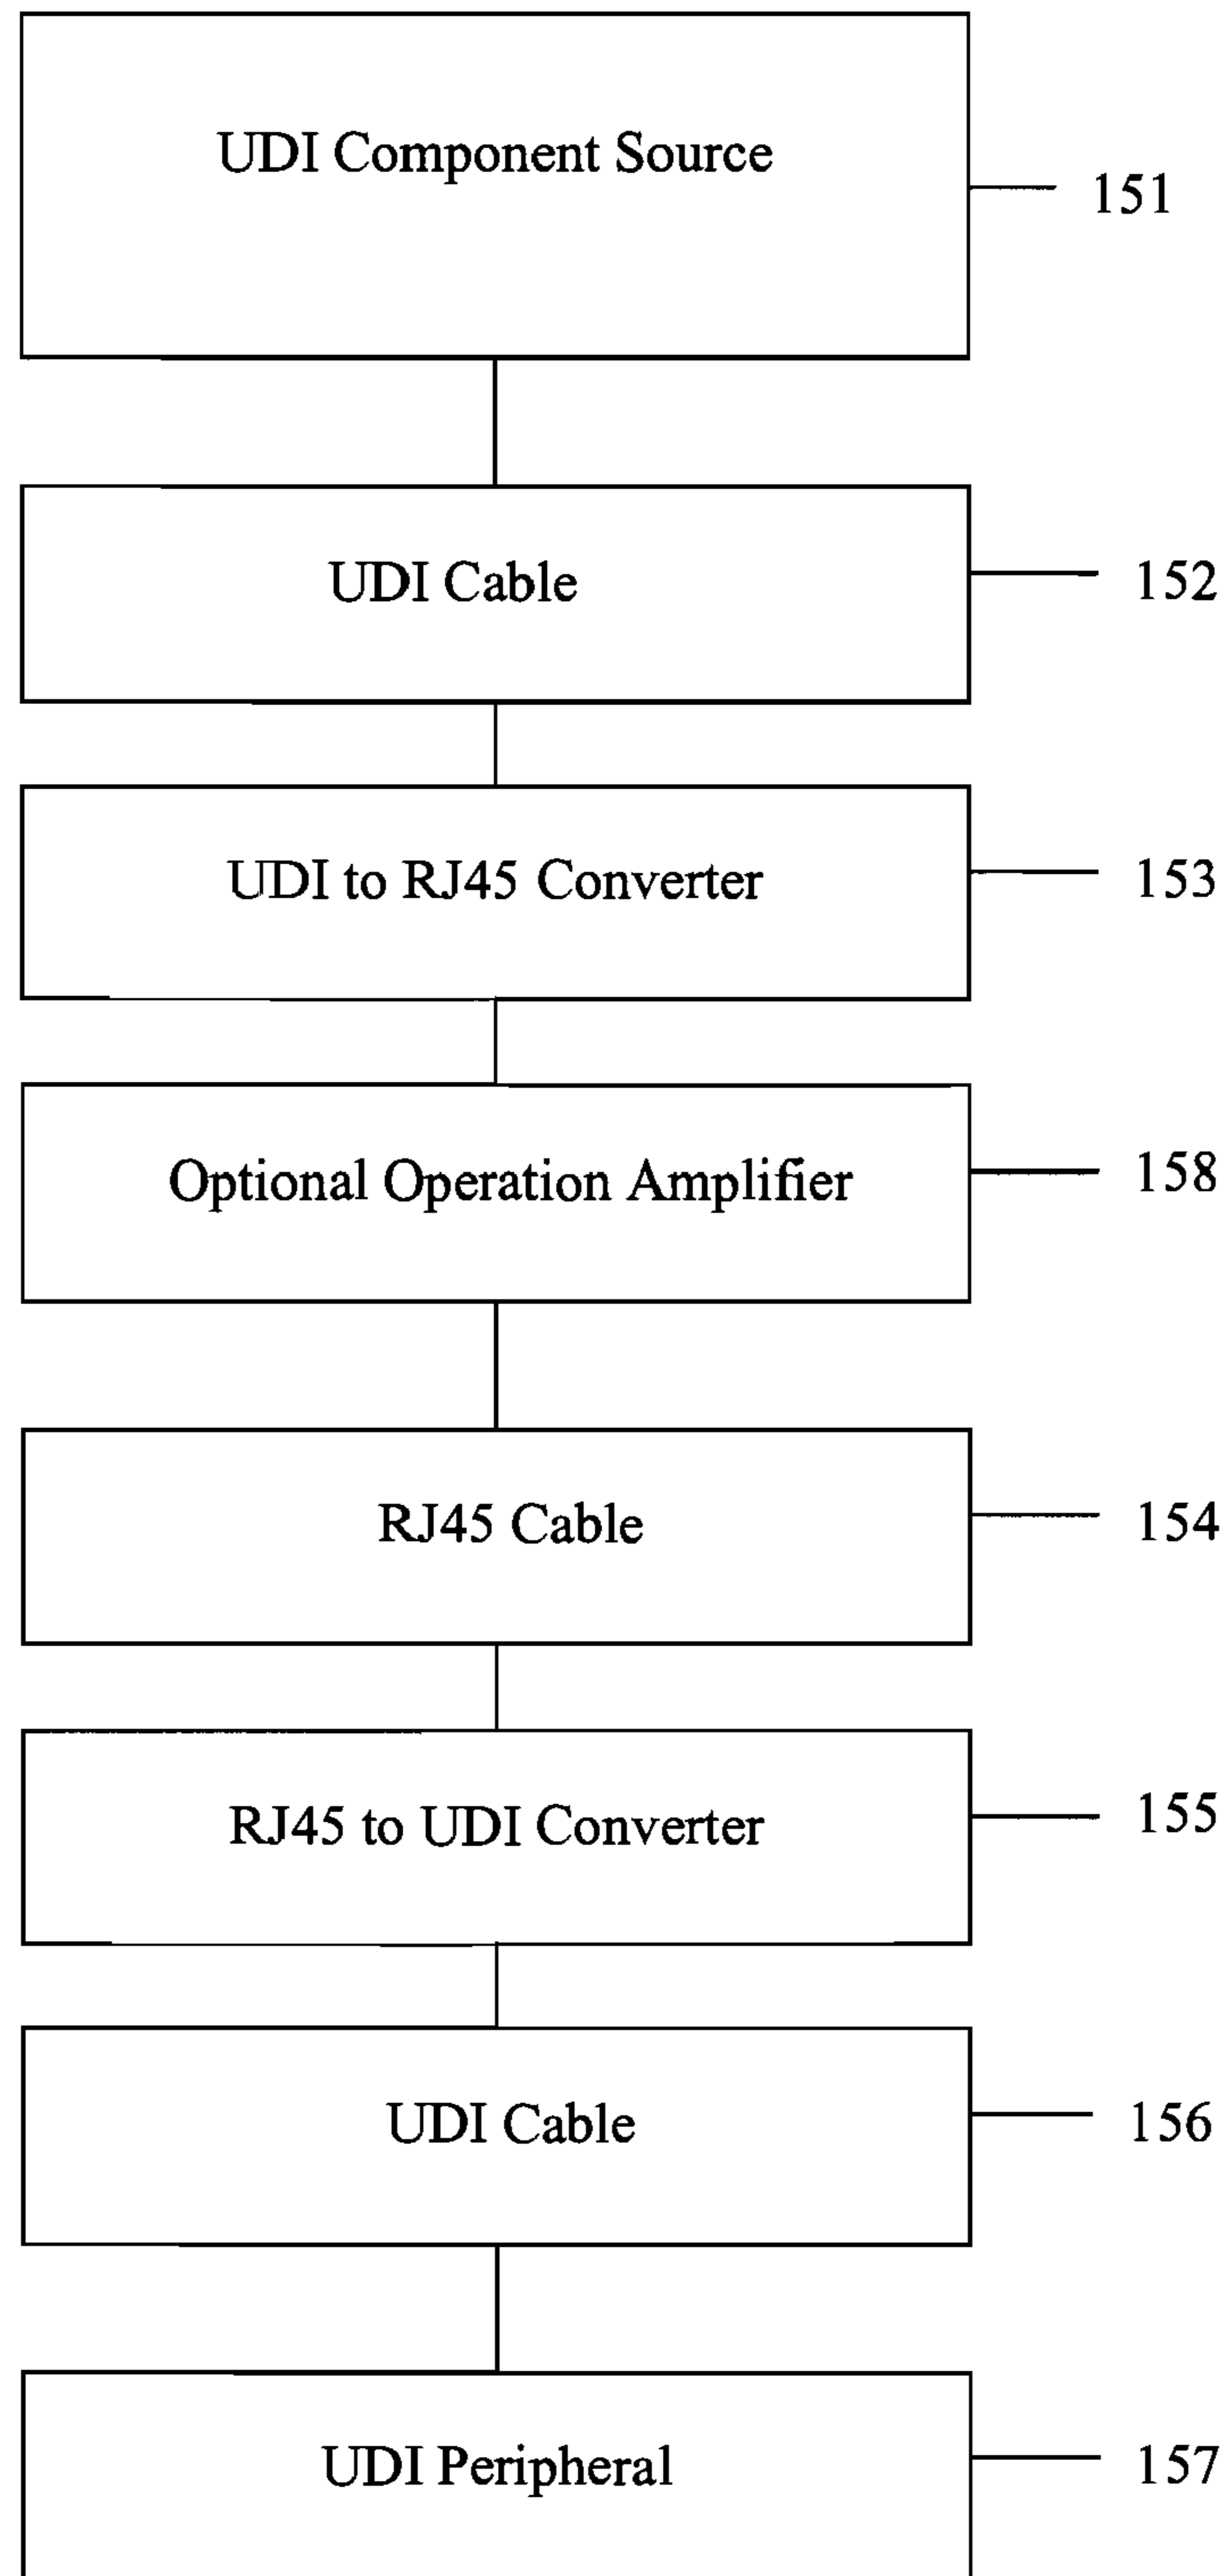 UDI Component Source
151
UDI Cable
152
UDI to RJ45 Converter
153
Optional Operation Amplifier
158
RJ45 Cable
154
RJ45 to UDI Converter
155
UDI Cable
156
UDI Peripheral
157